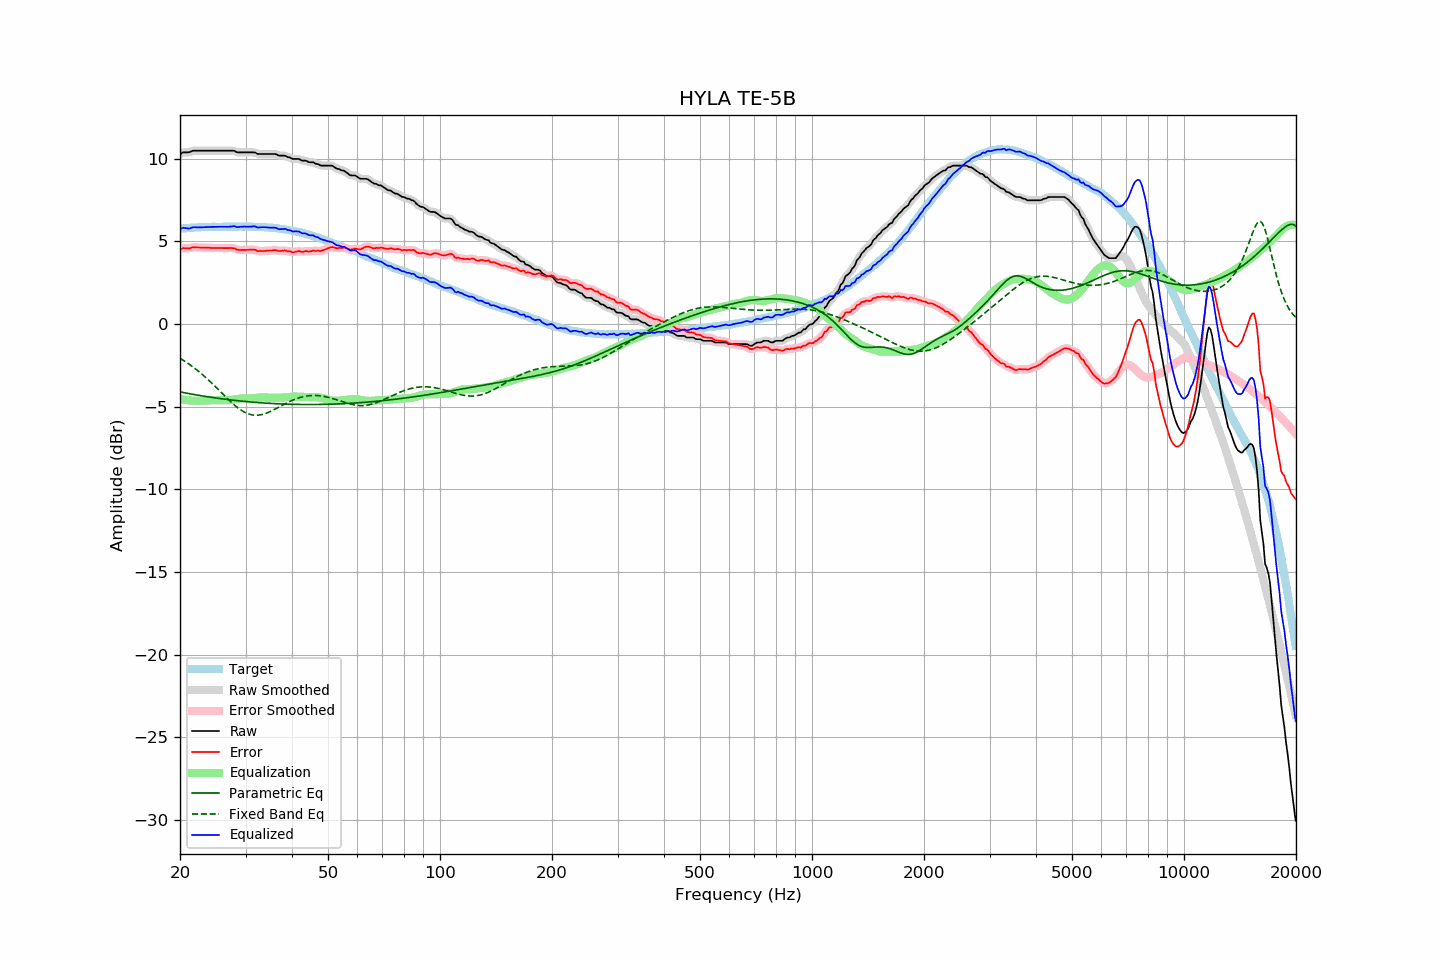 HYLA TE-5B
Amplitude (dBr)
10
5
0
−5
−10
−15
−20
−25
−30
Target
Raw Smoothed
Error Smoothed
Raw
Error
Equalization
Parametric Eq
Fixed Band Eq
Equalized
20 50 100 200 500 1000 2000 5000 10000 20000
Frequency (Hz)